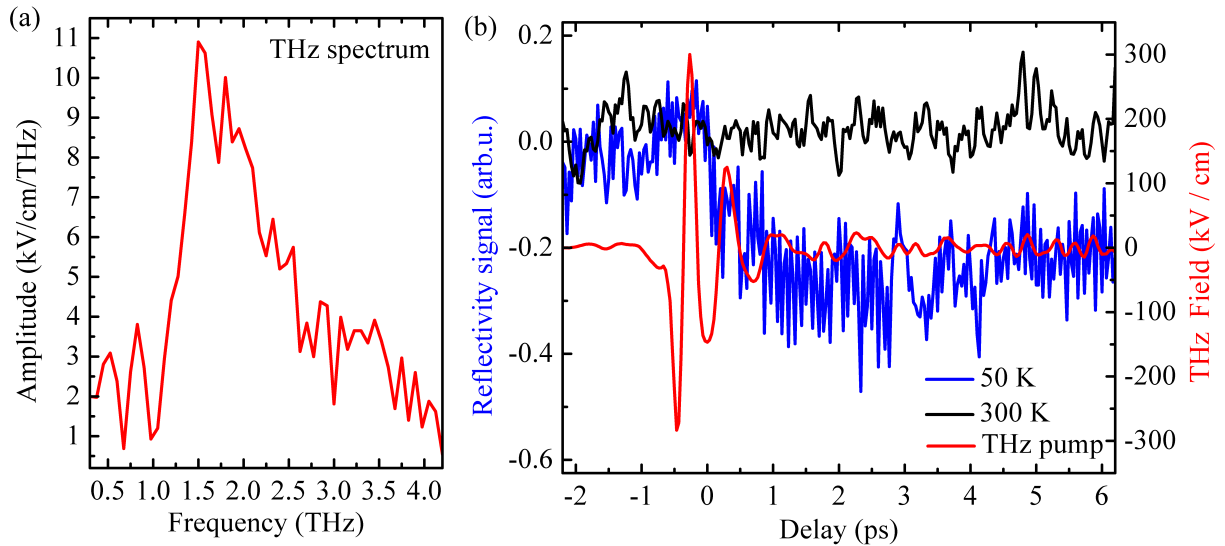 (a)
THz spectrum
11
10
9
8
7
6
5
4
3
2
1
Amplitude (kV/cm/THz)
0.5 1.0 1.5 2.0 2.5 3.0 3.5 4.0
Frequency (THz)
(b)
Reflectivity signal (arb.u.)
0.2
0.0
-0.2
-0.4
-0.6
50 K
300 K
THz pump
-2 -1 0 1 2 3 4 5 6
Delay (ps)
300
200
100
0
-100
-200
-300
THz Field (kV / cm)